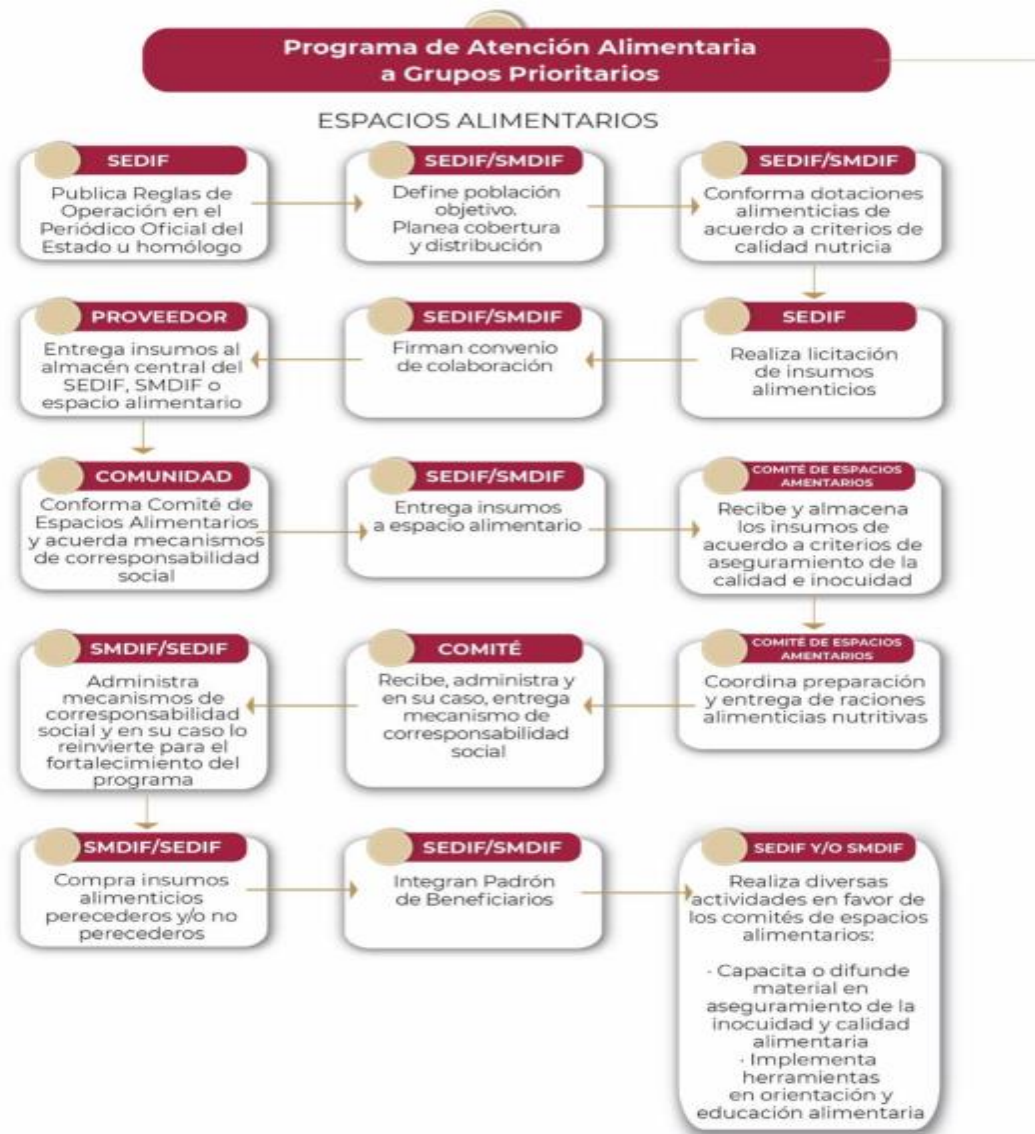 Programa de Atención Alimentaria
a Grupos Prioritarios
ESPACIOS ALIMENTARIOS
SEDIF
Publica Reglas de
Operación en el
Periódico Oficial del
Estado u homólogo
SEDIF/SMDIF
Define población
objetivo.
Planea cobertura
y distribución
SEDIF/SMDIF
Conforma dotaciones
alimenticias de
acuerdo a criterios de
calidad nutricia
SEDIF
Realiza licitación
de insumos
alimenticios
SEDIF/SMDIF
Firman convenio
de colaboración
PROVEEDOR
Entrega insumos al
almacén central del
SEDIF, SMDIF o
espacio alimentario
COMUNIDAD
Conforma Comité de
Espacios Alimentarios
y acuerda mecanismos
de corresponsabilidad
social
SEDIF/SMDIF
Entrega insumos
a espacio alimentario
COMITÉ DE ESPACIOS
AMENTARIOS
Recibe y almacena
los insumos de
acuerdo a criterios de
aseguramiento de la
calidad e inocuidad
COMITÉ DE ESPACIOS
AMENTARIOS
Coordina preparación
y entrega de raciones
alimenticias nutritivas
COMITÉ
Recibe, administra y
en su caso, entrega
mecanismo de
corresponsabilidad
social
SMDIF/SEDIF
Administra
mecanismos de
corresponsabilidad
social y en su caso lo
reinvierte para el
fortalecimiento del
programa
SMDIF/SEDIF
Compra insumos
alimenticios
perecederos y/o no
perecederos
SEDIF/SMDIF
Integran Padrón
de Beneficiarios
SEDIF Y/O SMDIF
Realiza diversas
actividades en favor de
los comités de espacios
alimentarios:
· Capacita o difunde
material en
aseguramiento de la
inocuidad y calidad
alimentaria
· Implementa
herramientas
en orientación y
educación alimentaria